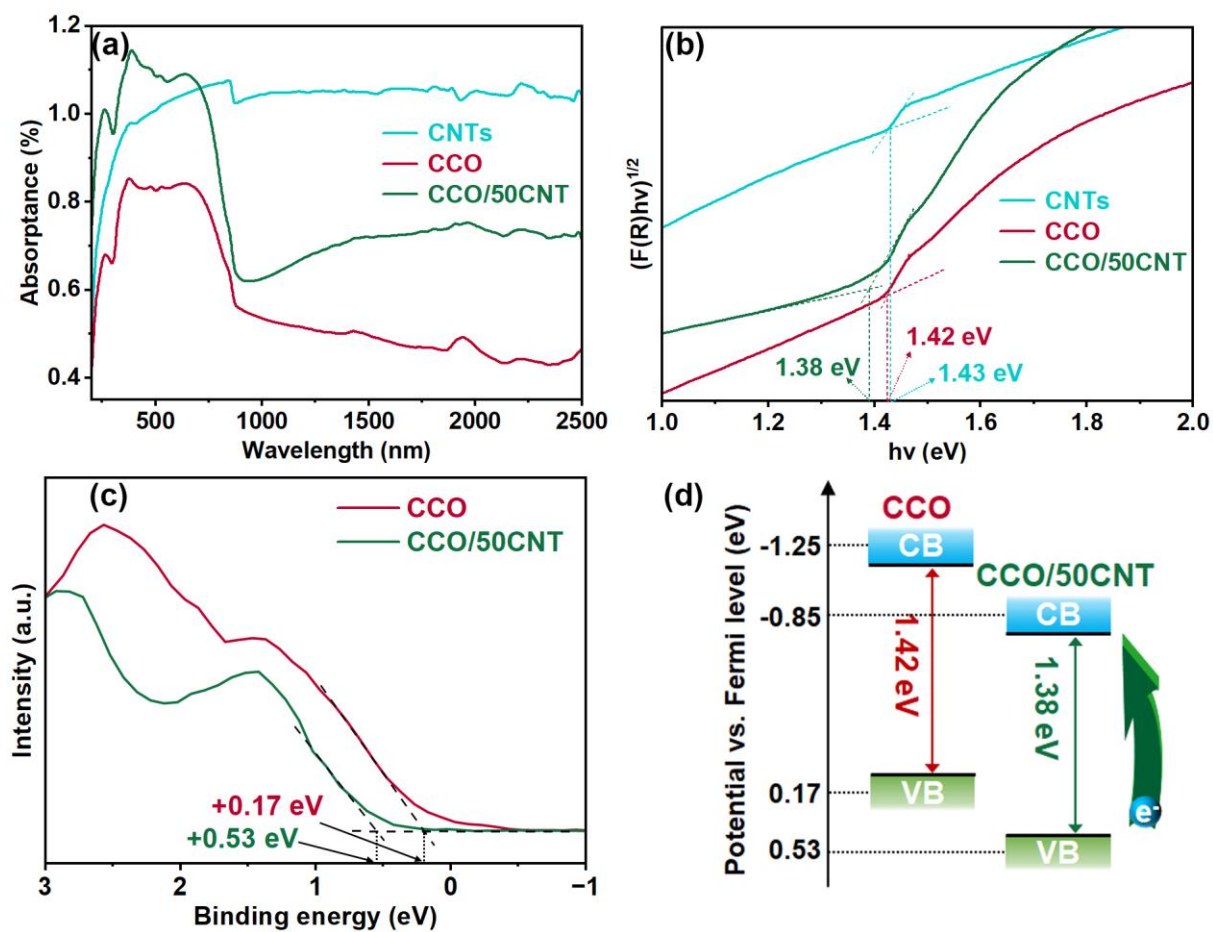 (a)
1.2
1.0
0.8
0.6
0.4
Absorptance (%)
CNTs
CCO
CCO/50CNT
500
1000
1500
2000
2500
Wavelength (nm)
(b)
(F(R)hv)1/2
CNTs
CCO
CCO/50CNT
1.42 eV
1.38 eV
1.43 eV
1.0
1.2
1.4
1.6
1.8
2.0
hv (eV)
(c)
CCO
CCO/50CNT
Intensity (a.u.)
+0.17 eV
+0.53 eV
3
2
1
0
−1
Binding energy (eV)
(d)
Potential vs. Fermi level (eV)
CCO
-1.25
CB
CCO/50CNT
-0.85
CB
1.42 eV
1.38 eV
0.17
VB
e-
0.53
VB